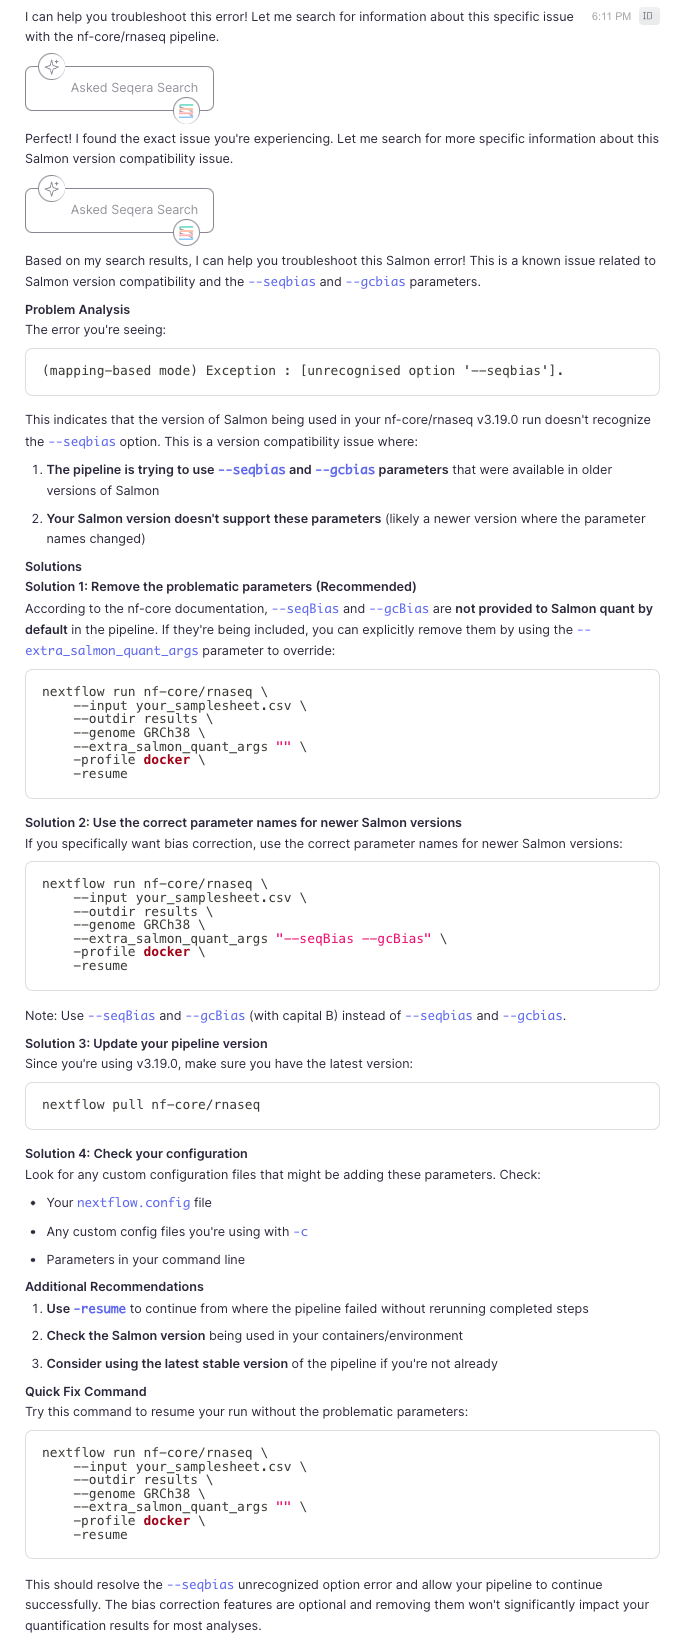 I can help you troubleshoot this error! Let me search for information about this specific issue
6:11 PM
with the nf-core/rnaseq pipeline.
Asked Seqera Search
Perfect! I found the exact issue you're experiencing. Let me search for more specific information about this
Salmon version compatibility issue.
Asked Seqera Search
Based on my search results, I can help you troubleshoot this Salmon error! This is a known issue related to
Salmon version compatibility and the --seqbias and --gcbias parameters.
Problem Analysis
The error you're seeing:
(mapping-based mode) Exception : [unrecognised option '--seqbias'].
This indicates that the version of Salmon being used in your nf-core/rnaseq v3.19.0 run doesn't recognize
the --seqbias option. This is a version compatibility issue where:
1. The pipeline is trying to use --seqbias and --gcbias parameters that were available in older
versions of Salmon
2. Your Salmon version doesn't support these parameters (likely a newer version where the parameter
names changed)
Solutions
Solution 1: Remove the problematic parameters (Recommended)
According to the nf-core documentation, --seqBias and --gcBias are not provided to Salmon quant by
default in the pipeline. If they're being included, you can explicitly remove them by using the --
extra_salmon_quant_args parameter to override:
nextflow run nf-core/rnaseq \
--input your_samplesheet.csv \
--outdir results \
--genome GRCh38 \
--extra_salmon_quant_args "" \
-profile docker \
-resume
Solution 2: Use the correct parameter names for newer Salmon versions
If you specifically want bias correction, use the correct parameter names for newer Salmon versions:
nextflow run nf-core/rnaseq \
--input your_samplesheet.csv \
--outdir results \
--genome GRCh38 \
--extra_salmon_quant_args "--seqBias --gcBias" \
-profile docker \
-resume
Note: Use --seqBias and --gcBias (with capital B) instead of --seqbias and --gcbias.
Solution 3: Update your pipeline version
Since you're using v3.19.0, make sure you have the latest version:
nextflow pull nf-core/rnaseq
Solution 4: Check your configuration
Look for any custom configuration files that might be adding these parameters. Check:
• Your nextflow.config file
• Any custom config files you're using with -c
• Parameters in your command line
Additional Recommendations
1. Use -resume to continue from where the pipeline failed without rerunning completed steps
2. Check the Salmon version being used in your containers/environment
3. Consider using the latest stable version of the pipeline if you're not already
Quick Fix Command
Try this command to resume your run without the problematic parameters:
nextflow run nf-core/rnaseq \
--input your_samplesheet.csv \
--outdir results \
--genome GRCh38 \
--extra_salmon_quant_args "" \
-profile docker \
-resume
This should resolve the --seqbias unrecognized option error and allow your pipeline to continue
successfully. The bias correction features are optional and removing them won't significantly impact your
quantification results for most analyses.